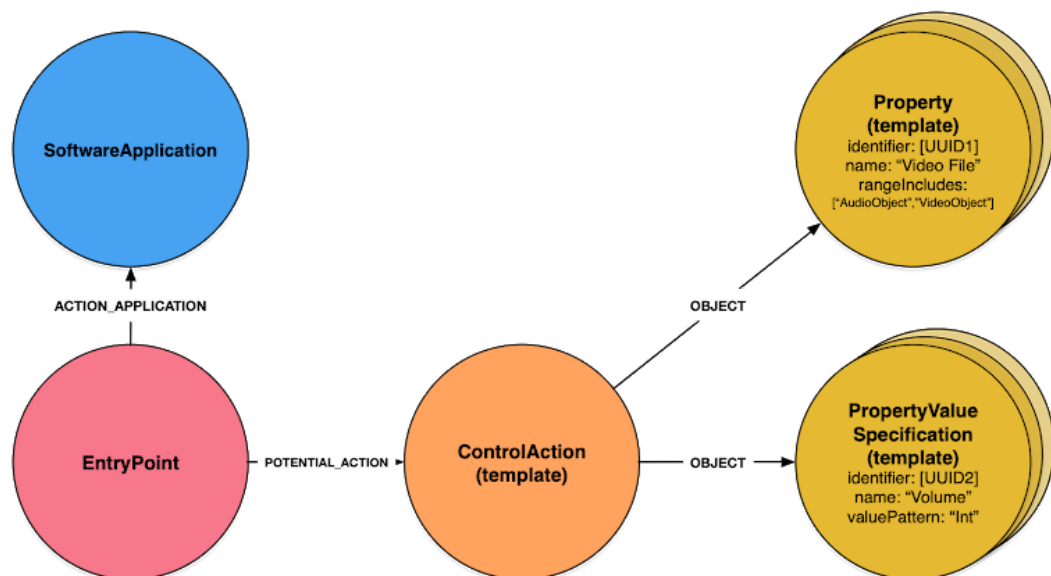 SoftwareApplication
Property
(template)
identifier: [UUID1]
name: “Video File”
rangeIncludes:
[“AudioObject”,”VideoObject”]
ACTION_APPLICATION
OBJECT
EntryPoint
POTENTIAL_ACTION
ControlAction
(template)
OBJECT
PropertyValue
Specification
(template)
identifier: [UUID2]
name: “Volume”
valuePattern: “Int”